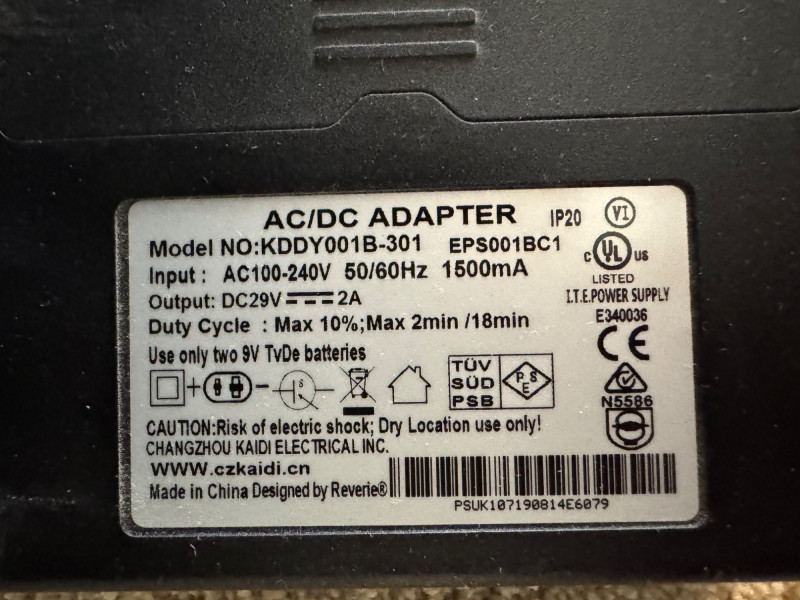 AC/DC ADAPTER IP20 VI
Model NO:KDDY001B-301 EPS001BC1
c UL us
LISTED
Input : AC100-240V 50/60Hz 1500mA
I.T.E.POWER SUPPLY
Output: DC29V 2A
E340036
Duty Cycle : Max 10%;Max 2min /18min
CE
Use only two 9V TvDe batteries
+ - S
TÜV
SÜD
PSB
PSE
N5586
CAUTION:Risk of electric shock; Dry Location use only!
CHANGZHOU KAIDI ELECTRICAL INC.
WWW.czkaidi.cn
Made in China Designed by Reverie®
PSUK107190814E6079